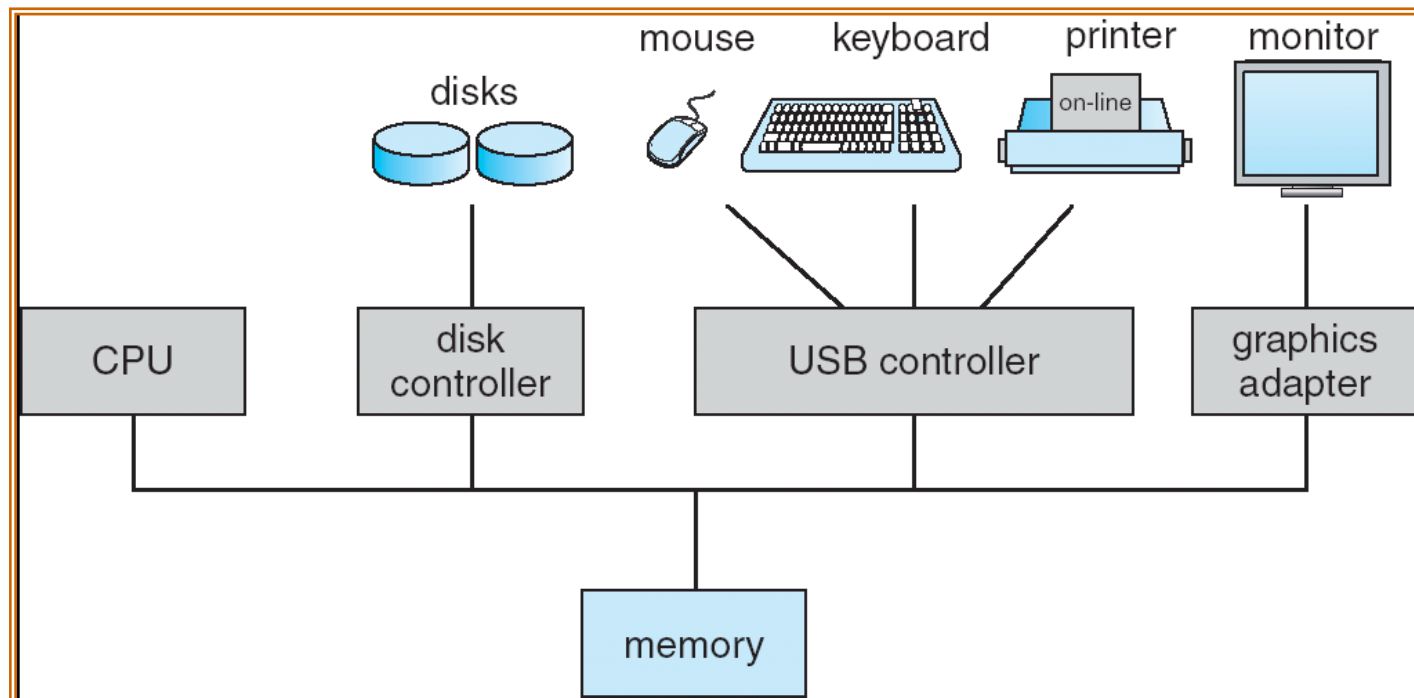 mouse
keyboard
printer
monitor
disks
on-line
CPU
disk
controller
USB controller
graphics
adapter
memory